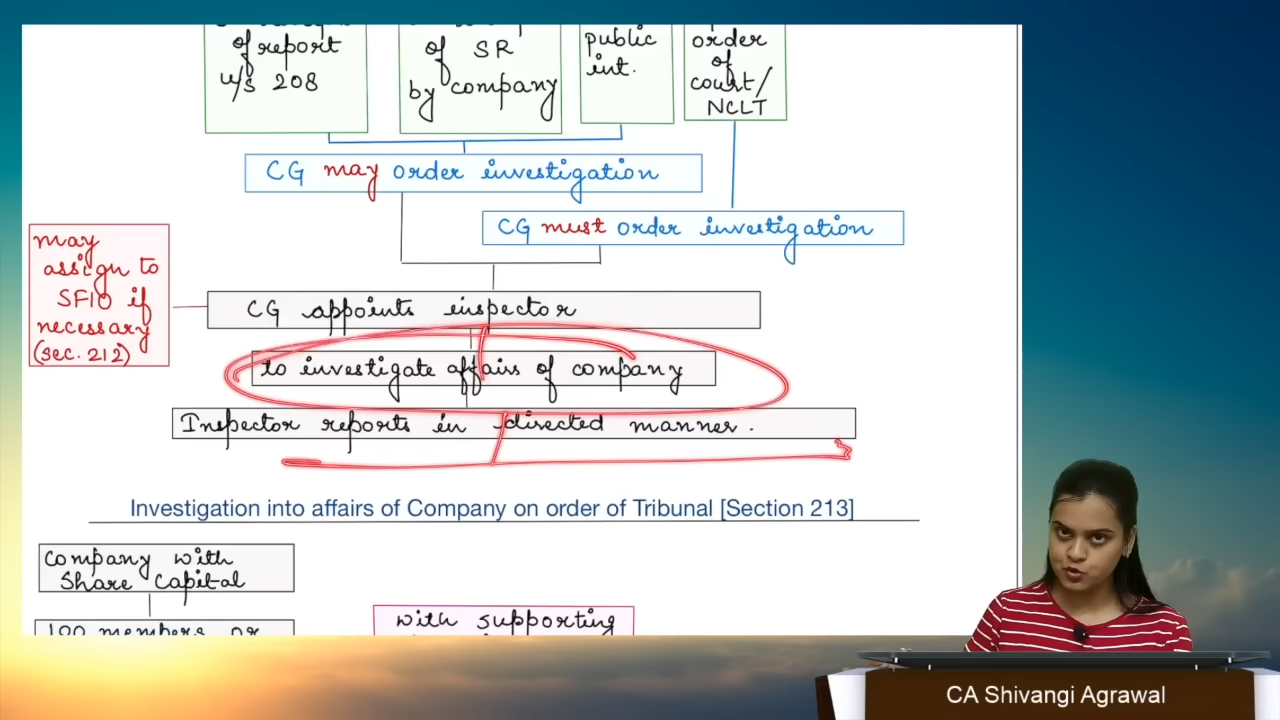 of report
u/s 208
of SR
by company
public
int.
order
of
court/
NCLT
CG may order investigation
CG must order investigation
may
assign to
SFIO if
necessary
(sec. 212)
CG appoints inspector
to investigate affairs of company
Inspector reports in directed manner.
Investigation into affairs of Company on order of Tribunal [Section 213]
Company with
Share Capital
100 members or
with supporting
CA Shivangi Agrawal